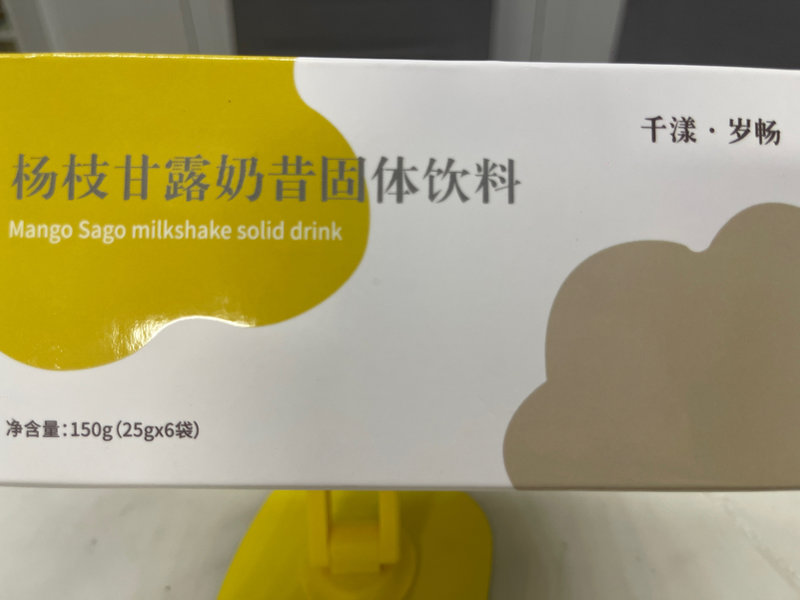 千漾·岁畅
杨枝甘露奶昔固体饮料
Mango Sago milkshake solid drink
净含量:150g(25gx6袋)